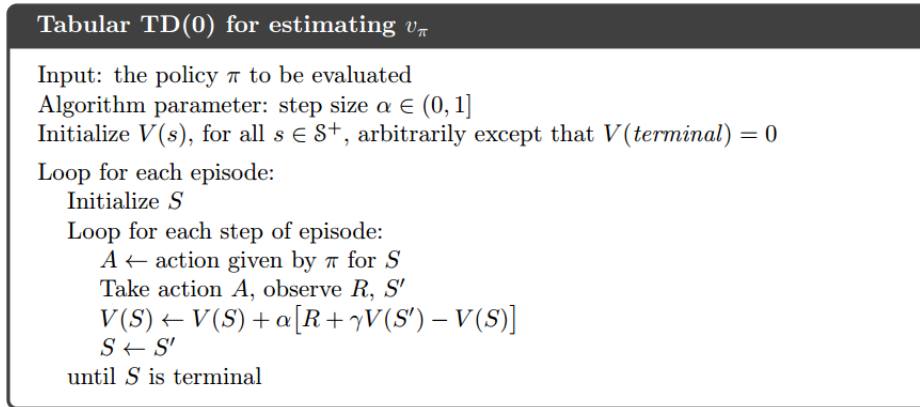 Tabular TD(0) for estimating vπ
Input: the policy π to be evaluated
Algorithm parameter: step size α ∈ (0, 1]
Initialize V(s), for all s ∈ 𝒮⁺, arbitrarily except that V(terminal) = 0
Loop for each episode:
Initialize S
Loop for each step of episode:
A ← action given by π for S
Take action A, observe R, S′
V(S) ← V(S) + α[R + γV(S′) − V(S)]
S ← S′
until S is terminal